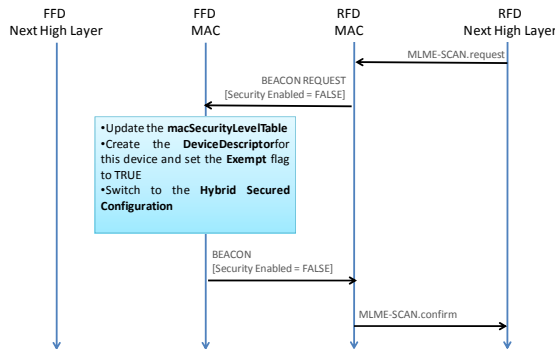 FFD
Next High Layer
FFD
MAC
RFD
MAC
RFD
Next High Layer
MLME-SCAN.request
BEACON REQUEST
[Security Enabled = FALSE]
•Update the macSecurityLevelTable
•Create the DeviceDescriptorfor
this device and set the Exempt flag
to TRUE
•Switch to the Hybrid Secured
Configuration
BEACON
[Security Enabled = FALSE]
MLME-SCAN.confirm